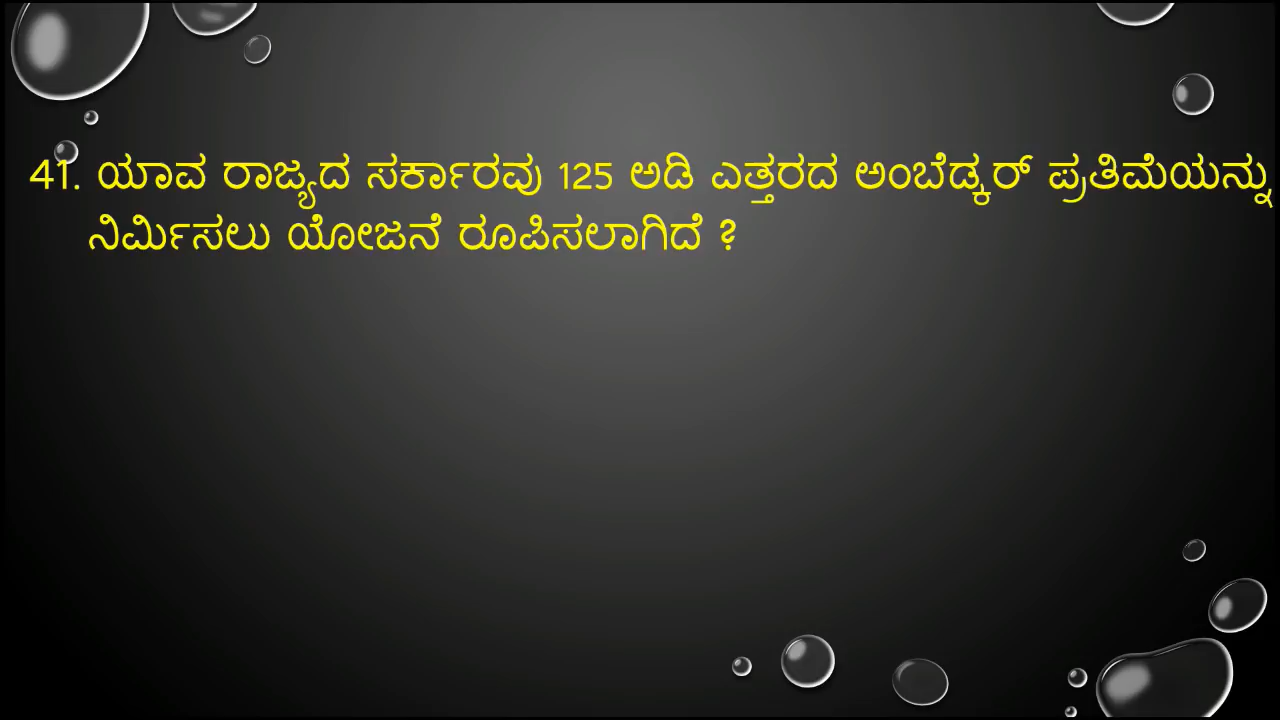 41. ಯಾವ ರಾಜ್ಯದ ಸರ್ಕಾರವು 125 ಅಡಿ ಎತ್ತರದ ಅಂಬೆಡ್ಕರ್ ಪ್ರತಿಮೆಯನ್ನು
ನಿರ್ಮಿಸಲು ಯೋಜನೆ ರೂಪಿಸಲಾಗಿದೆ ?